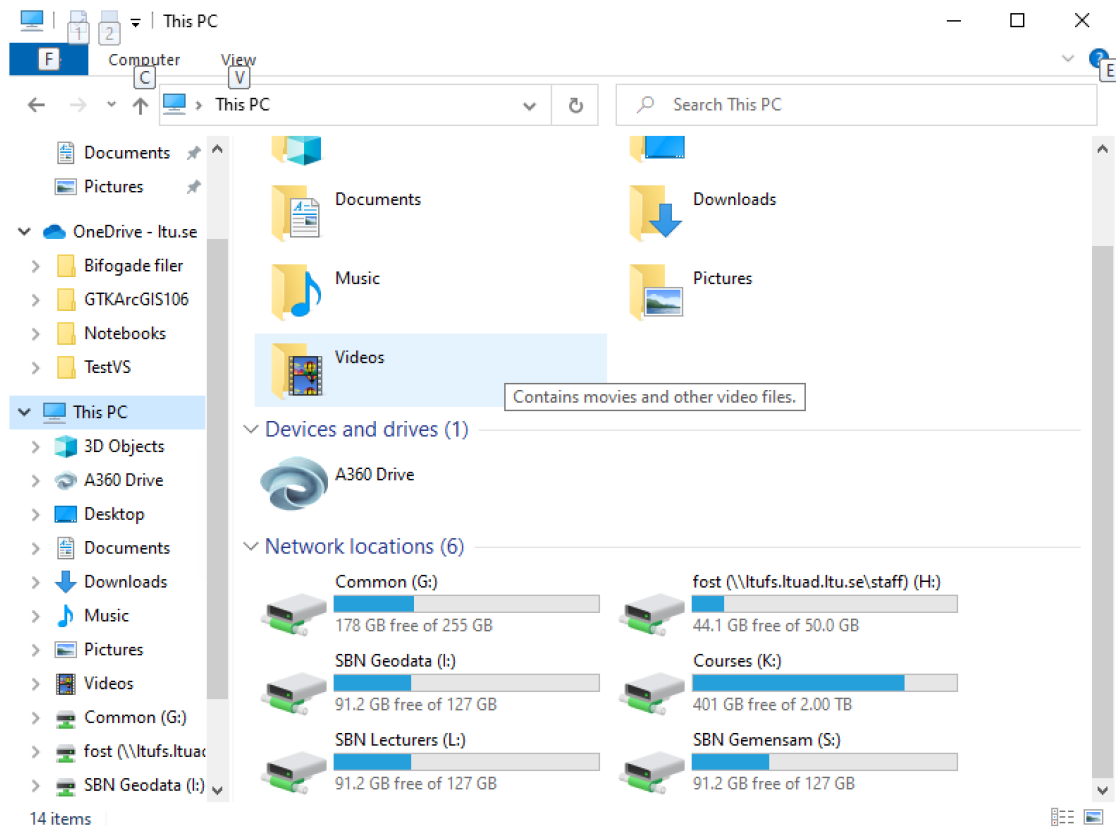 This PC
1
2
F
Computer
View
C
V
E
This PC
Search This PC
Documents
Pictures
OneDrive - ltu.se
Bifogade filer
GTKArcGIS106
Notebooks
TestVS
This PC
3D Objects
A360 Drive
Desktop
Documents
Downloads
Music
Pictures
Videos
Common (G:)
fost (\\ltufs.ltuad
SBN Geodata (I:)
Documents
Downloads
Music
Pictures
Videos
Contains movies and other video files.
Devices and drives (1)
A360 Drive
Network locations (6)
Common (G:)
178 GB free of 255 GB
fost (\\ltufs.ltuad.ltu.se\staff) (H:)
44.1 GB free of 50.0 GB
SBN Geodata (I:)
91.2 GB free of 127 GB
Courses (K:)
401 GB free of 2.00 TB
SBN Lecturers (L:)
91.2 GB free of 127 GB
SBN Gemensam (S:)
91.2 GB free of 127 GB
14 items